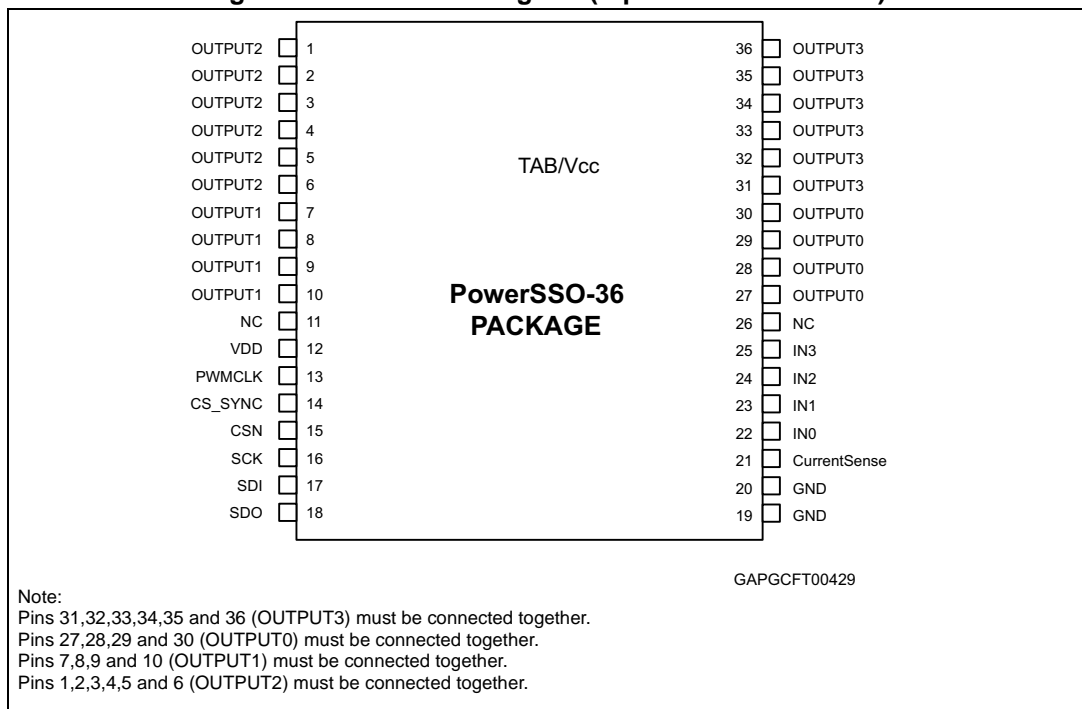 OUTPUT2 1
OUTPUT2 2
OUTPUT2 3
OUTPUT2 4
OUTPUT2 5
OUTPUT2 6
OUTPUT1 7
OUTPUT1 8
OUTPUT1 9
OUTPUT1 10
NC 11
VDD 12
PWMCLK 13
CS_SYNC 14
CSN 15
SCK 16
SDI 17
SDO 18
TAB/Vcc
PowerSSO-36
PACKAGE
36 OUTPUT3
35 OUTPUT3
34 OUTPUT3
33 OUTPUT3
32 OUTPUT3
31 OUTPUT3
30 OUTPUT0
29 OUTPUT0
28 OUTPUT0
27 OUTPUT0
26 NC
25 IN3
24 IN2
23 IN1
22 IN0
21 CurrentSense
20 GND
19 GND
GAPGCFT00429
Note:
Pins 31,32,33,34,35 and 36 (OUTPUT3) must be connected together.
Pins 27,28,29 and 30 (OUTPUT0) must be connected together.
Pins 7,8,9 and 10 (OUTPUT1) must be connected together.
Pins 1,2,3,4,5 and 6 (OUTPUT2) must be connected together.